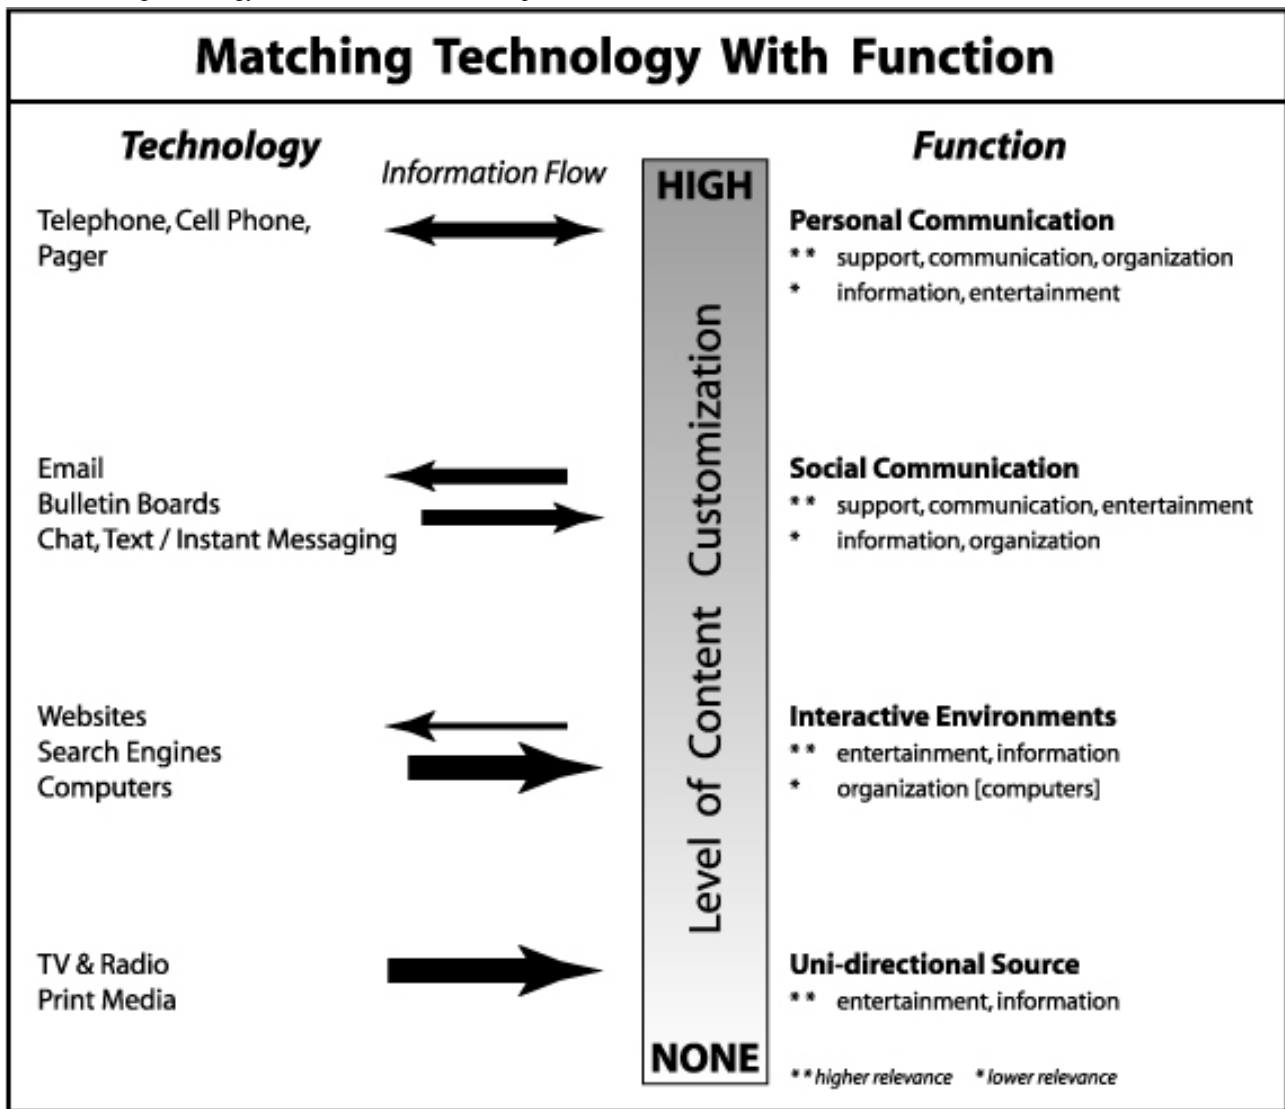 Matching Technology With Function
Technology
Information Flow
Function
HIGH
Level of Content Customization
NONE
Telephone, Cell Phone,
Pager
Personal Communication
** support, communication, organization
* information, entertainment
Email
Bulletin Boards
Chat, Text / Instant Messaging
Social Communication
** support, communication, entertainment
* information, organization
Websites
Search Engines
Computers
Interactive Environments
** entertainment, information
* organization [computers]
TV & Radio
Print Media
Uni-directional Source
** entertainment, information
** higher relevance * lower relevance